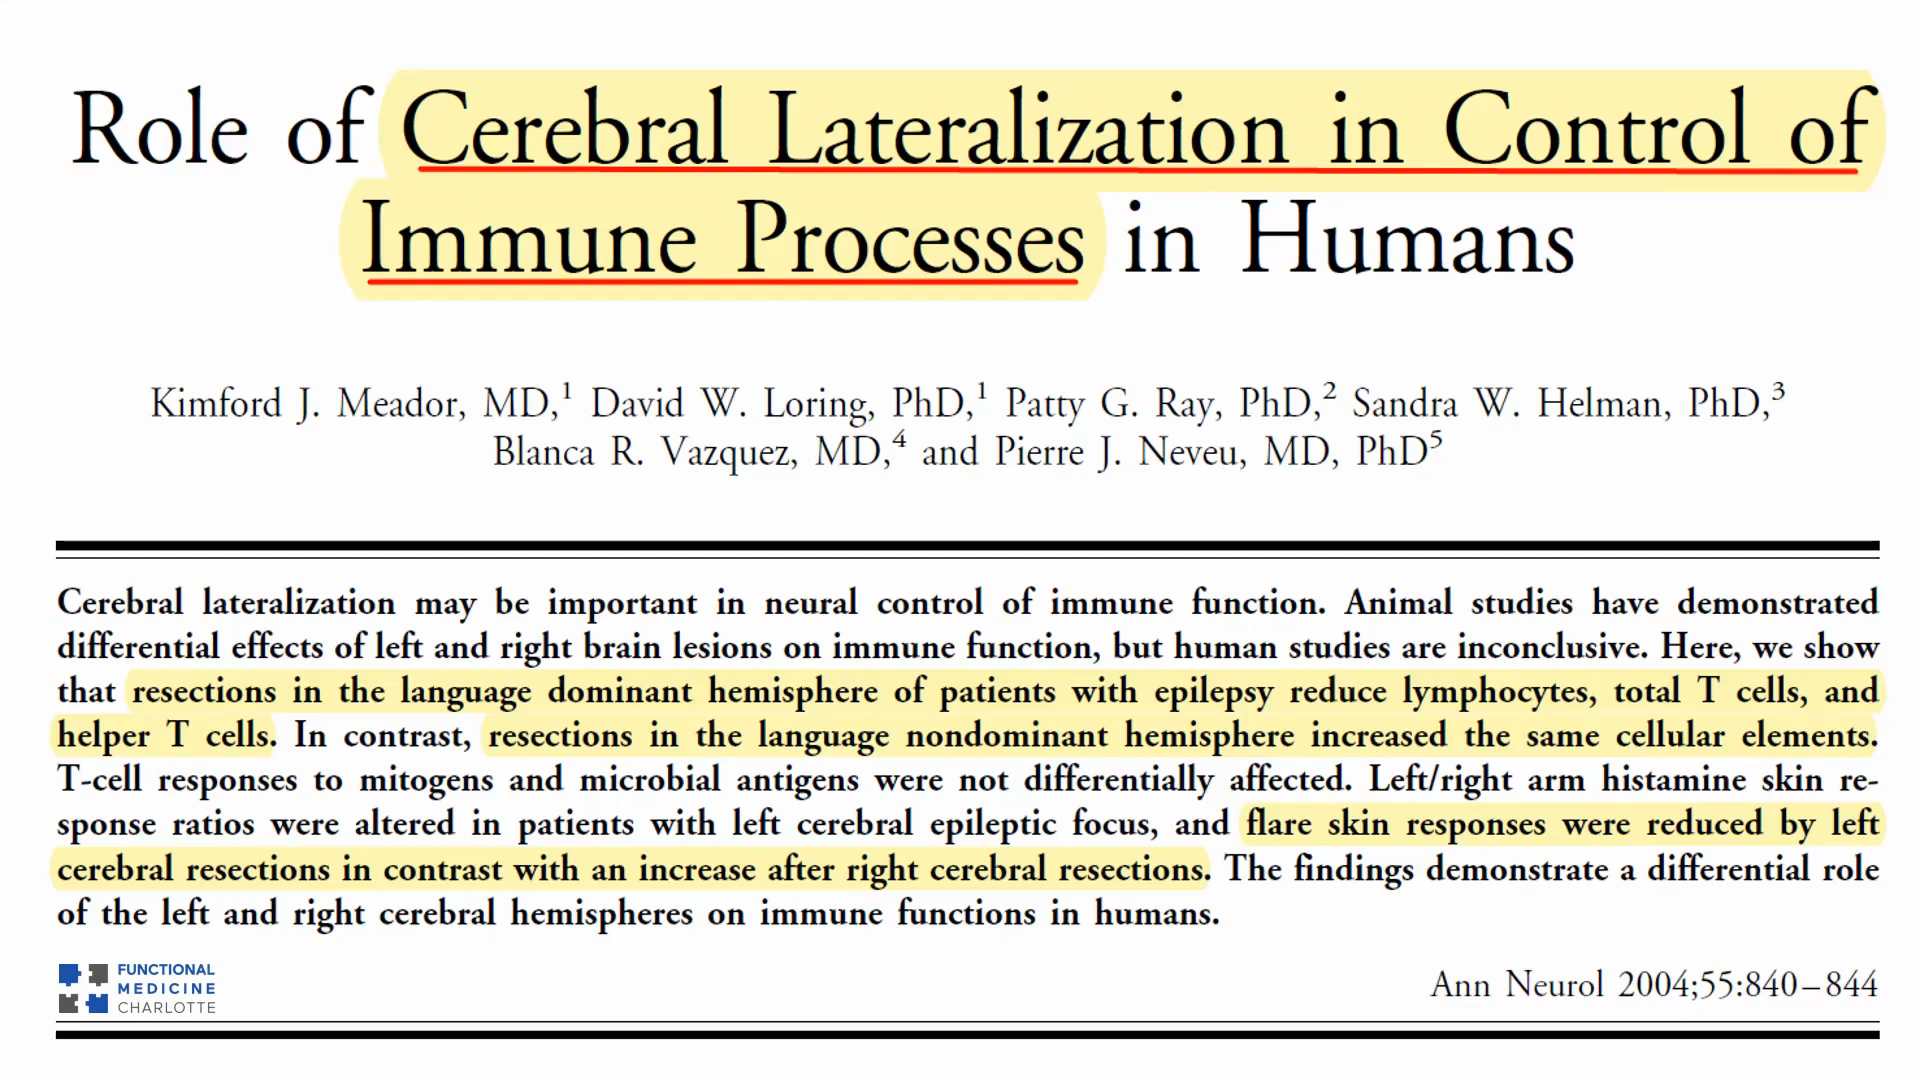 Role of Cerebral Lateralization in Control of
Immune Processes in Humans
Kimford J. Meador, MD,1 David W. Loring, PhD,1 Patty G. Ray, PhD,2 Sandra W. Helman, PhD,3
Blanca R. Vazquez, MD,4 and Pierre J. Neveu, MD, PhD5
Cerebral lateralization may be important in neural control of immune function. Animal studies have demonstrated
differential effects of left and right brain lesions on immune function, but human studies are inconclusive. Here, we show
that resections in the language dominant hemisphere of patients with epilepsy reduce lymphocytes, total T cells, and
helper T cells. In contrast, resections in the language nondominant hemisphere increased the same cellular elements.
T-cell responses to mitogens and microbial antigens were not differentially affected. Left/right arm histamine skin re-
sponse ratios were altered in patients with left cerebral epileptic focus, and flare skin responses were reduced by left
cerebral resections in contrast with an increase after right cerebral resections. The findings demonstrate a differential role
of the left and right cerebral hemispheres on immune functions in humans.
FUNCTIONAL
MEDICINE
CHARLOTTE
Ann Neurol 2004;55:840–844